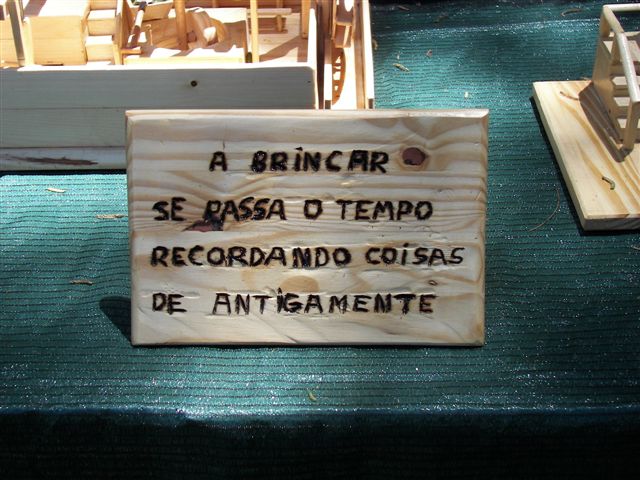 A BRINCAR
SE PASSA O TEMPO
RECORDANDO COISAS
DE ANTIGAMENTE